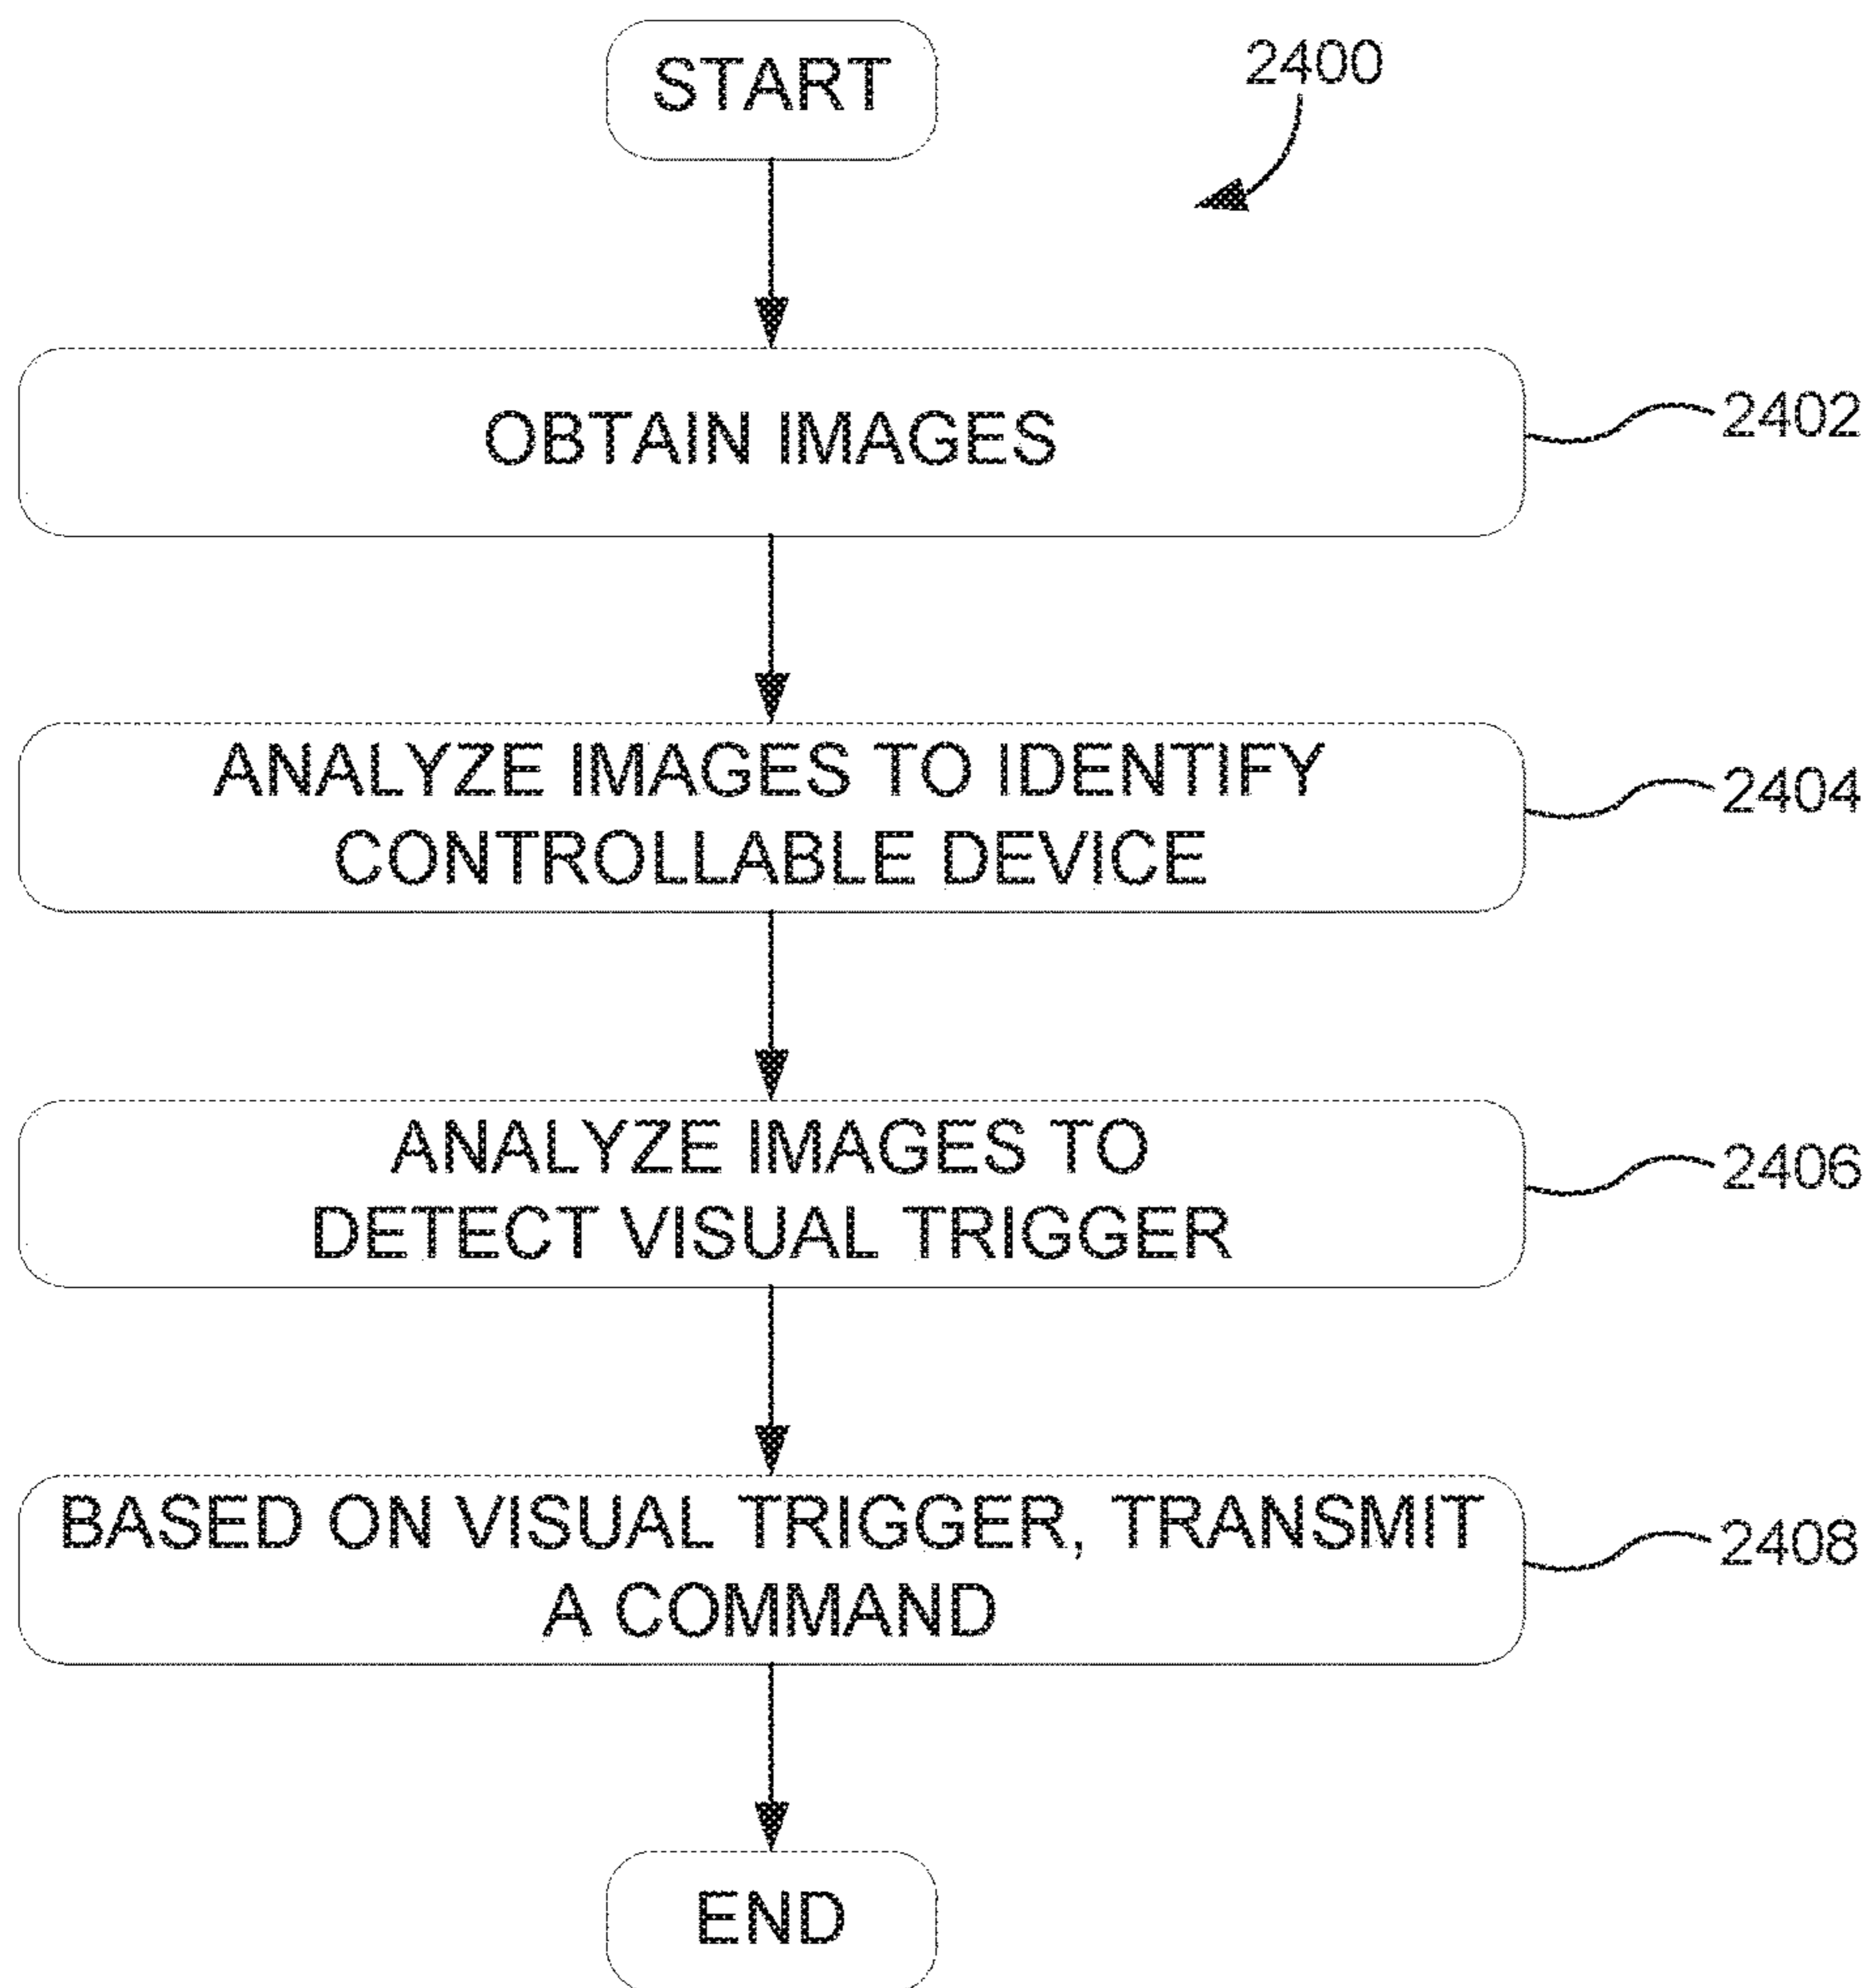 START
2400
OBTAIN IMAGES
2402
ANALYZE IMAGES TO IDENTIFY
CONTROLLABLE DEVICE
2404
ANALYZE IMAGES TO
DETECT VISUAL TRIGGER
2406
BASED ON VISUAL TRIGGER, TRANSMIT
A COMMAND
2408
END